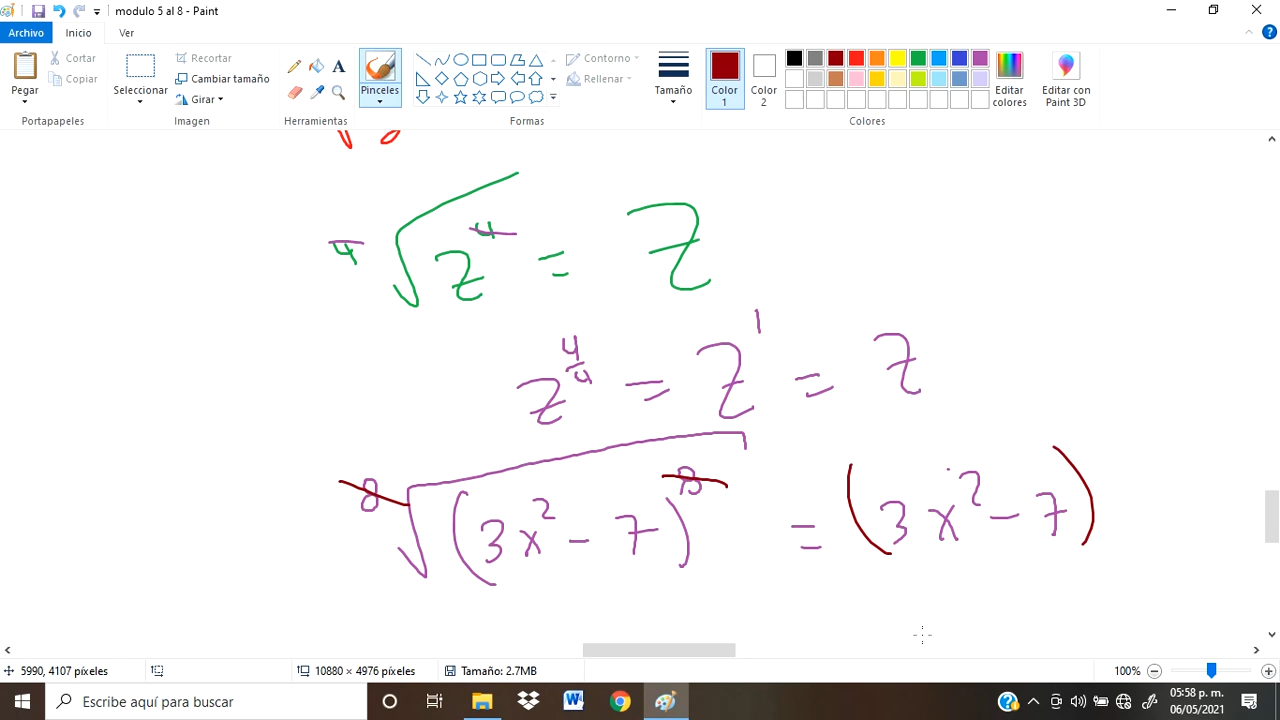 modulo 5 al 8 - Paint
Archivo Inicio Ver
Pegar Cortar Copiar Portapapeles
Seleccionar Recortar Cambiar tamaño Girar Imagen
A Herramientas
Pinceles
Contorno Rellenar Formas
Tamaño
Color 1 Color 2 Editar colores Editar con Paint 3D Colores
⁴√z⁴ = z
z^(4/4) = z¹ = z
⁸√(3x² - 7)⁸ = (3x² - 7)
5990, 4107 píxeles 10880 × 4976 píxeles Tamaño: 2.7MB 100%
Escribe aquí para buscar 05:58 p. m.
06/05/2021